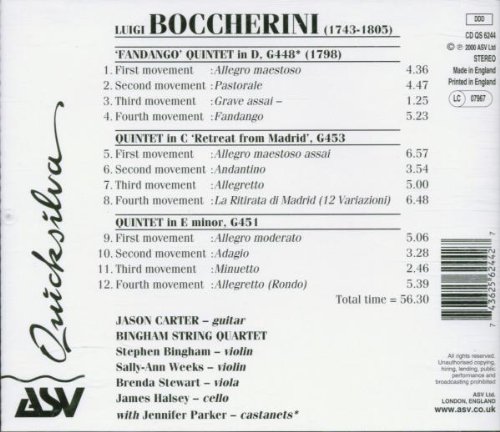 LUIGI BOCCHERINI (1743-1805)
'FANDANGO' QUINTET in D, G448* (1798)
1. First movement : Allegro maestoso 4.36
2. Second movement : Pastorale 4.47
3. Third movement : Grave assai – 1.25
4. Fourth movement : Fandango 5.23
QUINTET in C 'Retreat from Madrid', G453
5. First movement : Allegro maestoso assai 6.57
6. Second movement : Andantino 3.54
7. Third movement : Allegretto 5.00
8. Fourth movement : La Ritirata di Madrid (12 Variazioni) 6.48
QUINTET in E minor, G451
9. First movement : Allegro moderato 5.06
10. Second movement : Adagio 3.28
11. Third movement : Minuetto 2.46
12. Fourth movement : Allegretto (Rondo) 5.39
Total time = 56.30
JASON CARTER – guitar
BINGHAM STRING QUARTET
Stephen Bingham – violin
Sally-Ann Weeks – violin
Brenda Stewart – viola
James Halsey – cello
with Jennifer Parker – castanets*
Quicksilva
ASV
DDD
CD QS 6244
© ℗ 2000 ASV Ltd
STEREO
Made in England
Printed in England
LC 07967
7 43625 62442 7
All rights reserved.
Unauthorised copying,
hiring, lending, public
performance and
broadcasting prohibited
ASV Ltd.
LONDON, ENGLAND